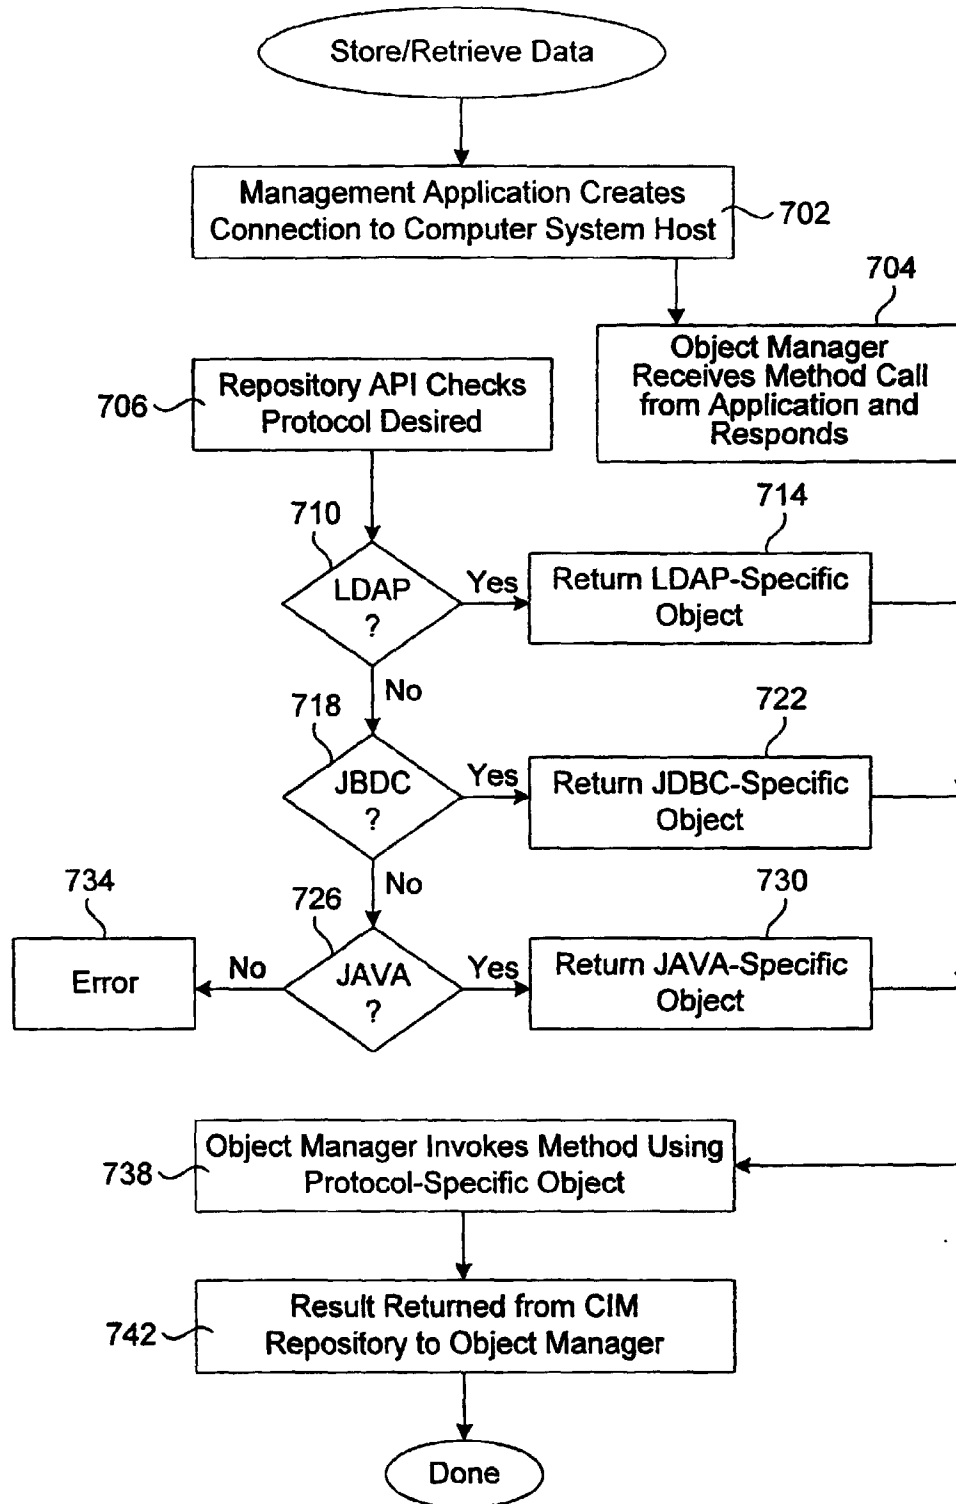 Store/Retrieve Data
Management Application Creates
Connection to Computer System Host
702
704
Object Manager
Receives Method Call
from Application and
Responds
Repository API Checks
Protocol Desired
706
710
LDAP
?
Yes
714
Return LDAP-Specific
Object
No
718
JBDC
?
Yes
722
Return JDBC-Specific
Object
No
726
JAVA
?
Yes
730
Return JAVA-Specific
Object
No
734
Error
Object Manager Invokes Method Using
Protocol-Specific Object
738
Result Returned from CIM
Repository to Object Manager
742
Done